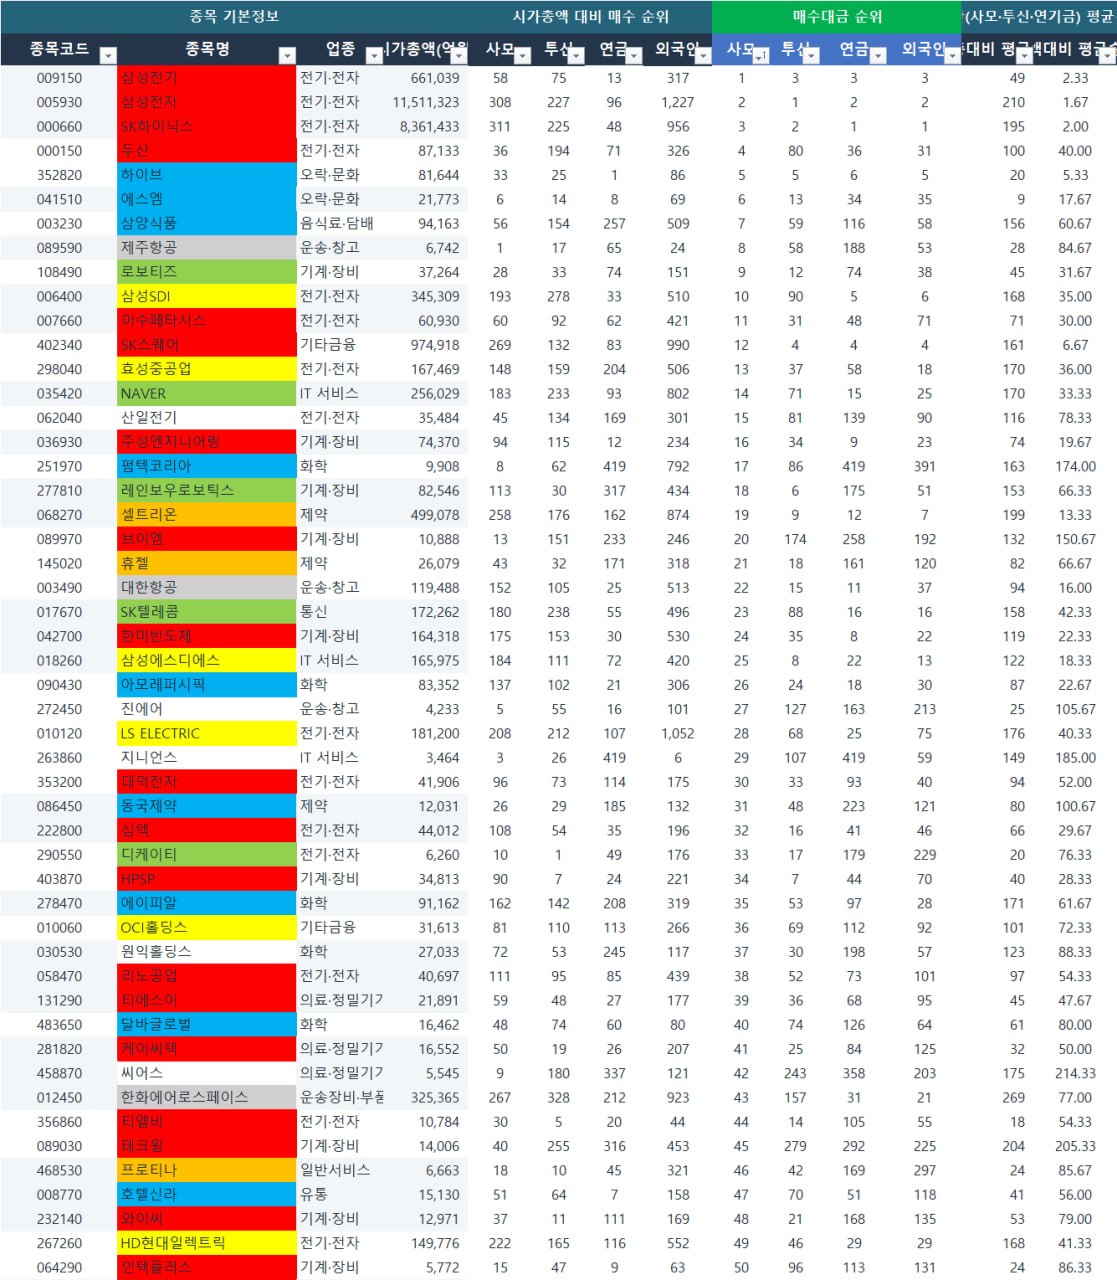 종목 기본정보 시가총액 대비 매수 순위 매수대금 순위 (사모·투신·연기금) 평균
종목코드 종목명 업종 시가총액(억원 사모 투신 연금 외국인 사모 투신 연금 외국인 대비 평균 대비 평균
009150 삼성전기 전기·전자 661,039 58 75 13 317 1 3 3 3 49 2.33
005930 삼성전자 전기·전자 11,511,323 308 227 96 1,227 2 1 2 2 210 1.67
000660 SK하이닉스 전기·전자 8,361,433 311 225 48 956 3 2 1 1 195 2.00
000150 두산 전기·전자 87,133 36 194 71 326 4 80 36 31 100 40.00
352820 하이브 오락·문화 81,644 33 25 1 86 5 5 6 5 20 5.33
041510 에스엠 오락·문화 21,773 6 14 8 69 6 13 34 35 9 17.67
003230 삼양식품 음식료·담배 94,163 56 154 257 509 7 59 116 58 156 60.67
089590 제주항공 운송·창고 6,742 1 17 65 24 8 58 188 53 28 84.67
108490 로보티즈 기계·장비 37,264 28 33 74 151 9 12 74 38 45 31.67
006400 삼성SDI 전기·전자 345,309 193 278 33 510 10 90 5 6 168 35.00
007660 이수페타시스 전기·전자 60,930 60 92 62 421 11 31 48 71 71 30.00
402340 SK스퀘어 기타금융 974,918 269 132 83 990 12 4 4 4 161 6.67
298040 효성중공업 전기·전자 167,469 148 159 204 506 13 37 58 18 170 36.00
035420 NAVER IT 서비스 256,029 183 233 93 802 14 71 15 25 170 33.33
062040 산일전기 전기·전자 35,484 45 134 169 301 15 81 139 90 116 78.33
036930 주성엔지니어링 기계·장비 74,370 94 115 12 234 16 34 9 23 74 19.67
251970 펌텍코리아 화학 9,908 8 62 419 792 17 86 419 391 163 174.00
277810 레인보우로보틱스 기계·장비 82,546 113 30 317 434 18 6 175 51 153 66.33
068270 셀트리온 제약 499,078 258 176 162 874 19 9 12 7 199 13.33
089970 브이엠 기계·장비 10,888 13 151 233 246 20 174 258 192 132 150.67
145020 휴젤 제약 26,079 43 32 171 318 21 18 161 120 82 66.67
003490 대한항공 운송·창고 119,488 152 105 25 513 22 15 11 37 94 16.00
017670 SK텔레콤 통신 172,262 180 238 55 496 23 88 16 16 158 42.33
042700 한미반도체 기계·장비 164,318 175 153 30 530 24 35 8 22 119 22.33
018260 삼성에스디에스 IT 서비스 165,975 184 111 72 420 25 8 22 13 122 18.33
090430 아모레퍼시픽 화학 83,352 137 102 21 306 26 24 18 30 87 22.67
272450 진에어 운송·창고 4,233 5 55 16 101 27 127 163 213 25 105.67
010120 LS ELECTRIC 전기·전자 181,200 208 212 107 1,052 28 68 25 75 176 40.33
263860 지니언스 IT 서비스 3,464 3 26 419 6 29 107 419 59 149 185.00
353200 대덕전자 전기·전자 41,906 96 73 114 175 30 33 93 40 94 52.00
086450 동국제약 제약 12,031 26 29 185 132 31 48 223 121 80 100.67
222800 심텍 전기·전자 44,012 108 54 35 196 32 16 41 46 66 29.67
290550 디케이티 전기·전자 6,260 10 1 49 176 33 17 179 229 20 76.33
403870 HPSP 기계·장비 34,813 90 7 24 221 34 7 44 70 40 28.33
278470 에이피알 화학 91,162 162 142 208 319 35 53 97 28 171 61.67
010060 OCI홀딩스 기타금융 31,613 81 110 113 266 36 69 112 92 101 72.33
030530 원익홀딩스 화학 27,033 72 53 245 117 37 30 198 57 123 88.33
058470 리노공업 전기·전자 40,697 111 95 85 439 38 52 73 101 97 54.33
131290 티에스이 의료·정밀기기 21,891 59 48 27 177 39 36 68 95 45 47.67
483650 달바글로벌 화학 16,462 48 74 60 80 40 74 126 64 61 80.00
281820 케이씨텍 의료·정밀기기 16,552 50 19 26 207 41 25 84 125 32 50.00
458870 씨어스 의료·정밀기기 5,545 9 180 337 121 42 243 358 203 175 214.33
012450 한화에어로스페이스 운송장비·부품 325,365 267 328 212 923 43 157 31 21 269 77.00
356860 티엘비 전기·전자 10,784 30 5 20 44 44 14 105 55 18 54.33
089030 테크윙 기계·장비 14,006 40 255 316 453 45 279 292 225 204 205.33
468530 프로티나 일반서비스 6,663 18 10 45 321 46 42 169 297 24 85.67
008770 호텔신라 유통 15,130 51 64 7 158 47 70 51 118 41 56.00
232140 와이씨 기계·장비 12,971 37 11 111 169 48 21 168 135 53 79.00
267260 HD현대일렉트릭 전기·전자 149,776 222 165 116 552 49 46 29 29 168 41.33
064290 인텍플러스 기계·장비 5,772 15 47 9 63 50 96 113 131 24 86.33